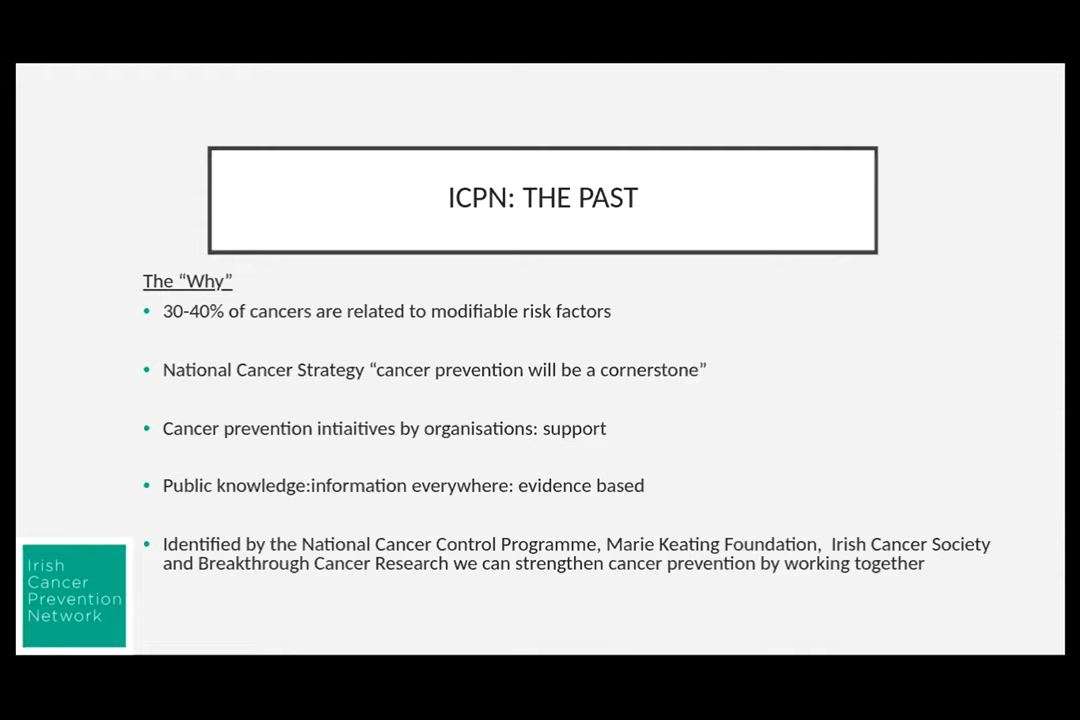 ICPN: THE PAST
The “Why”
• 30-40% of cancers are related to modifiable risk factors
• National Cancer Strategy “cancer prevention will be a cornerstone”
• Cancer prevention intiaitives by organisations: support
• Public knowledge:information everywhere: evidence based
• Identified by the National Cancer Control Programme, Marie Keating Foundation,  Irish Cancer Society
and Breakthrough Cancer Research we can strengthen cancer prevention by working together
Irish
Cancer
Prevention
Network